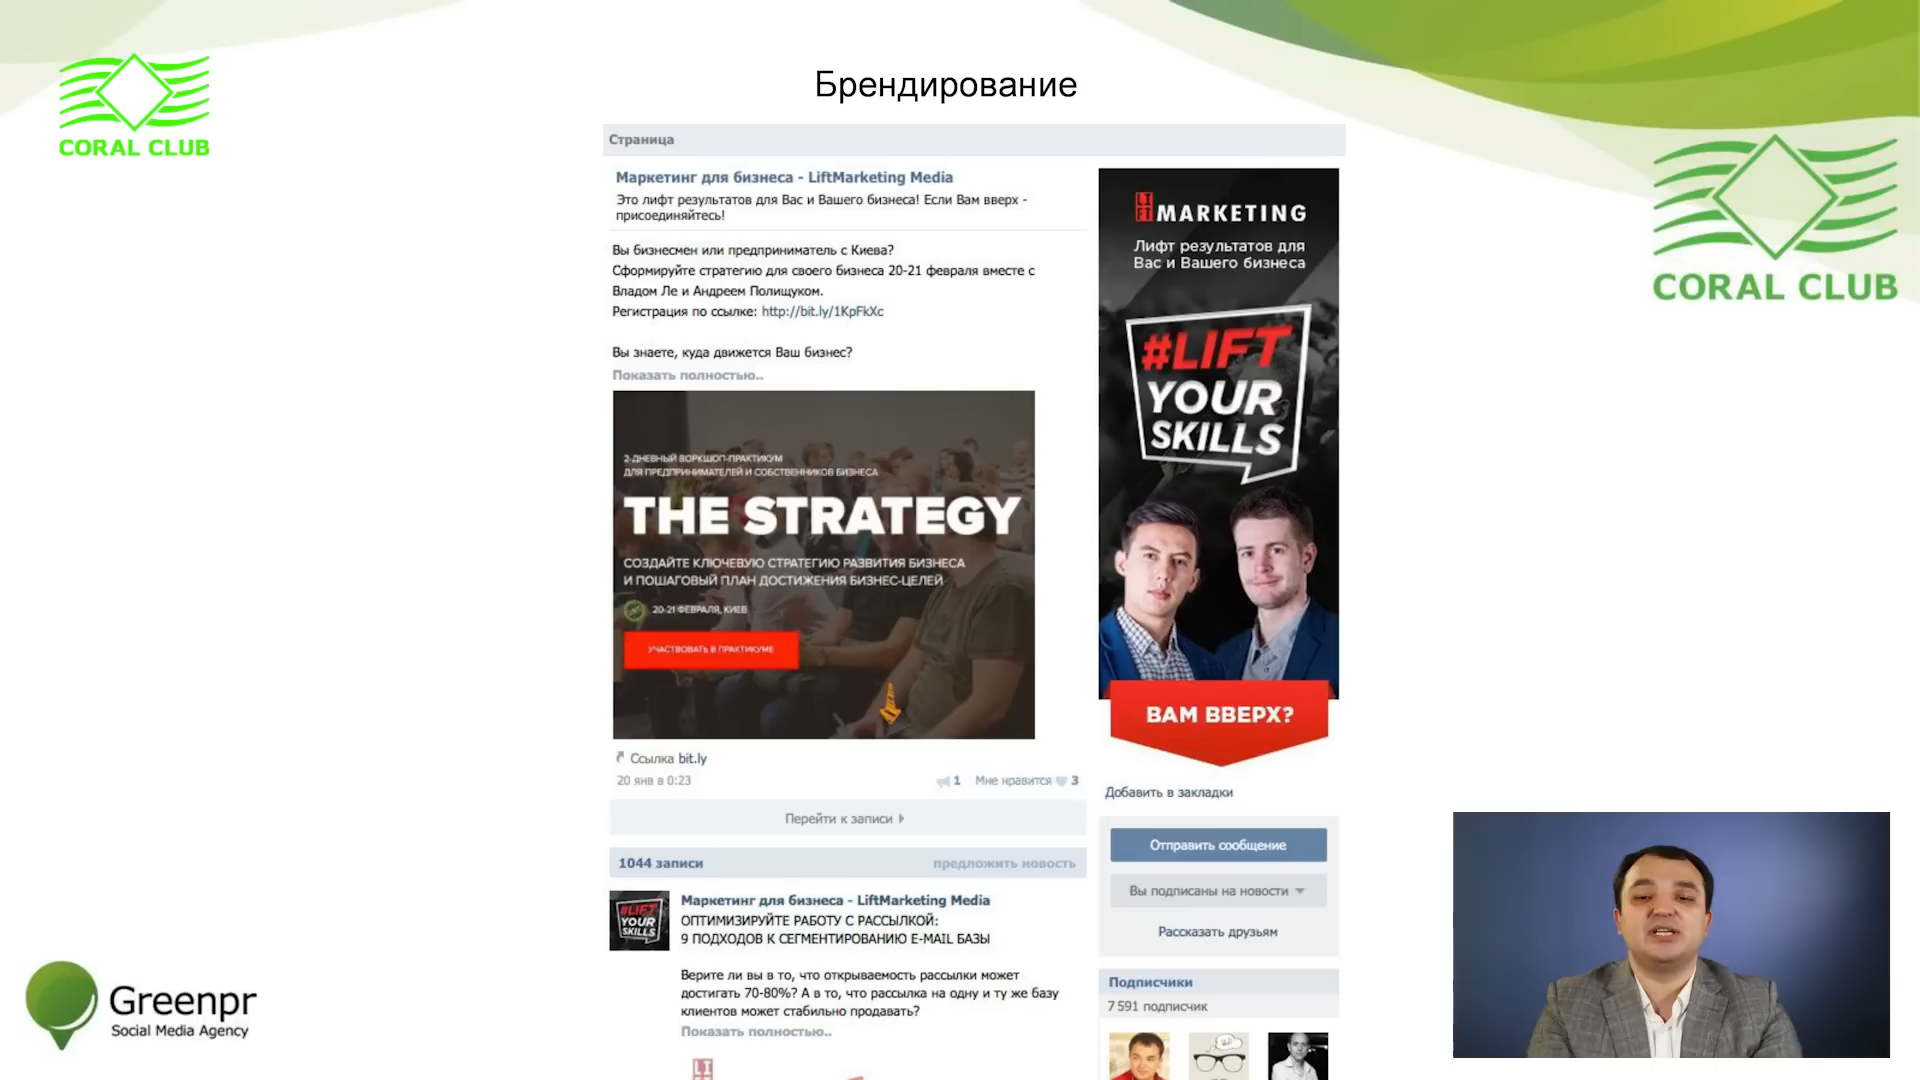 Брендирование
CORAL CLUB
CORAL CLUB
Страница
Маркетинг для бизнеса - LiftMarketing Media
Это лифт результатов для Вас и Вашего бизнеса! Если Вам вверх -
присоединяйтесь!
Вы бизнесмен или предприниматель с Киева?
Сформируйте стратегию для своего бизнеса 20-21 февраля вместе с
Владом Ле и Андреем Полищуком.
Регистрация по ссылке: http://bit.ly/1KpFkXc
Вы знаете, куда движется Ваш бизнес?
Показать полностью..
2-ДНЕВНЫЙ ВОРКШОП-ПРАКТИКУМ
ДЛЯ ПРЕДПРИНИМАТЕЛЕЙ И СОБСТВЕННИКОВ БИЗНЕСА
THE STRATEGY
СОЗДАЙТЕ КЛЮЧЕВУЮ СТРАТЕГИЮ РАЗВИТИЯ БИЗНЕСА
И ПОШАГОВЫЙ ПЛАН ДОСТИЖЕНИЯ БИЗНЕС-ЦЕЛЕЙ
20-21 ФЕВРАЛЯ, КИЕВ
УЧАСТВОВАТЬ В ПРАКТИКУМЕ
Ссылка bit.ly
20 янв в 0:23
1 Мне нравится 3
Перейти к записи
1044 записи
предложить новость
#LIFT
YOUR
SKILLS
Маркетинг для бизнеса - LiftMarketing Media
ОПТИМИЗИРУЙТЕ РАБОТУ С РАССЫЛКОЙ:
9 ПОДХОДОВ К СЕГМЕНТИРОВАНИЮ E-MAIL БАЗЫ
Верите ли вы в то, что открываемость рассылки может
достигать 70-80%? А в то, что рассылка на одну и ту же базу
клиентов может стабильно продавать?
Показать полностью..
LI
LIFT MARKETING
Лифт результатов для
Вас и Вашего бизнеса
#LIFT
YOUR
SKILLS
ВАМ ВВЕРХ?
Добавить в закладки
Отправить сообщение
Вы подписаны на новости
Рассказать друзьям
Подписчики
7 591 подписчик
Greenpr
Social Media Agency